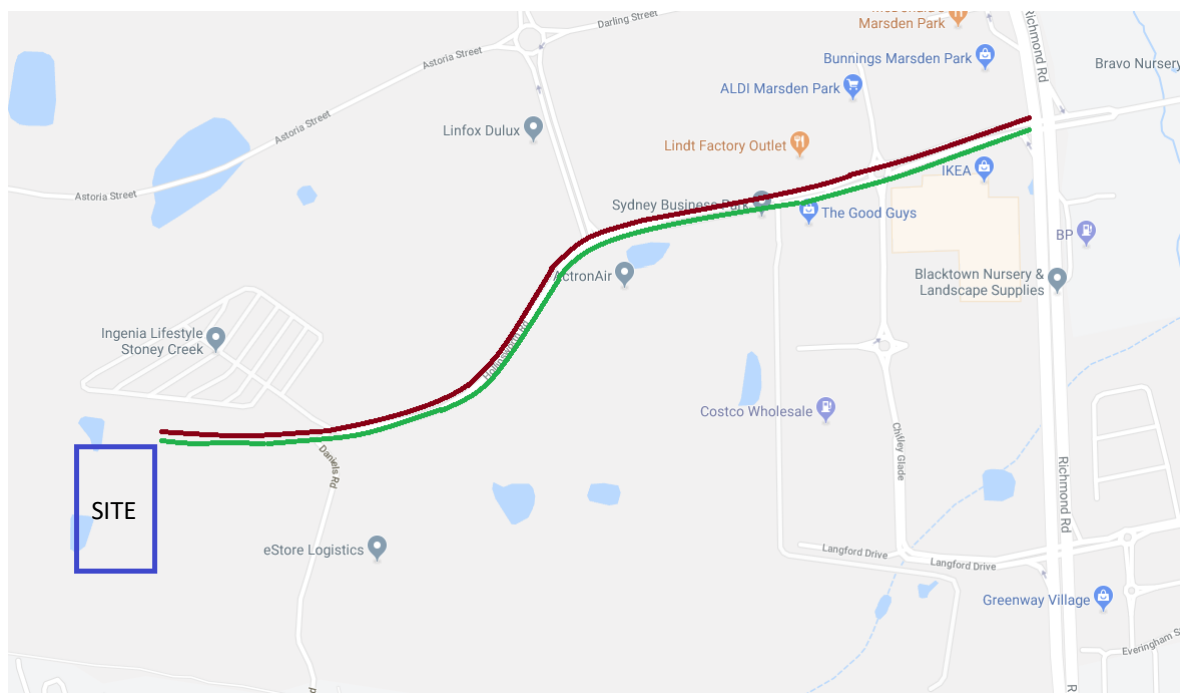 Darling Street
Marsden Park
Richmond Rd
Astoria Street
Bunnings Marsden Park
Bravo Nursery
ALDI Marsden Park
Astoria Street
Linfox Dulux
Lindt Factory Outlet
IKEA
Astoria Street
Sydney Business Park
The Good Guys
BP
ActronAir
Blacktown Nursery &
Landscape Supplies
Ingenia Lifestyle
Stoney Creek
Hollinsworth Rd
Costco Wholesale
Chifley Glade
Daniels Rd
Richmond Rd
SITE
eStore Logistics
Langford Drive
Langford Drive
Greenway Village
Everingham S
R